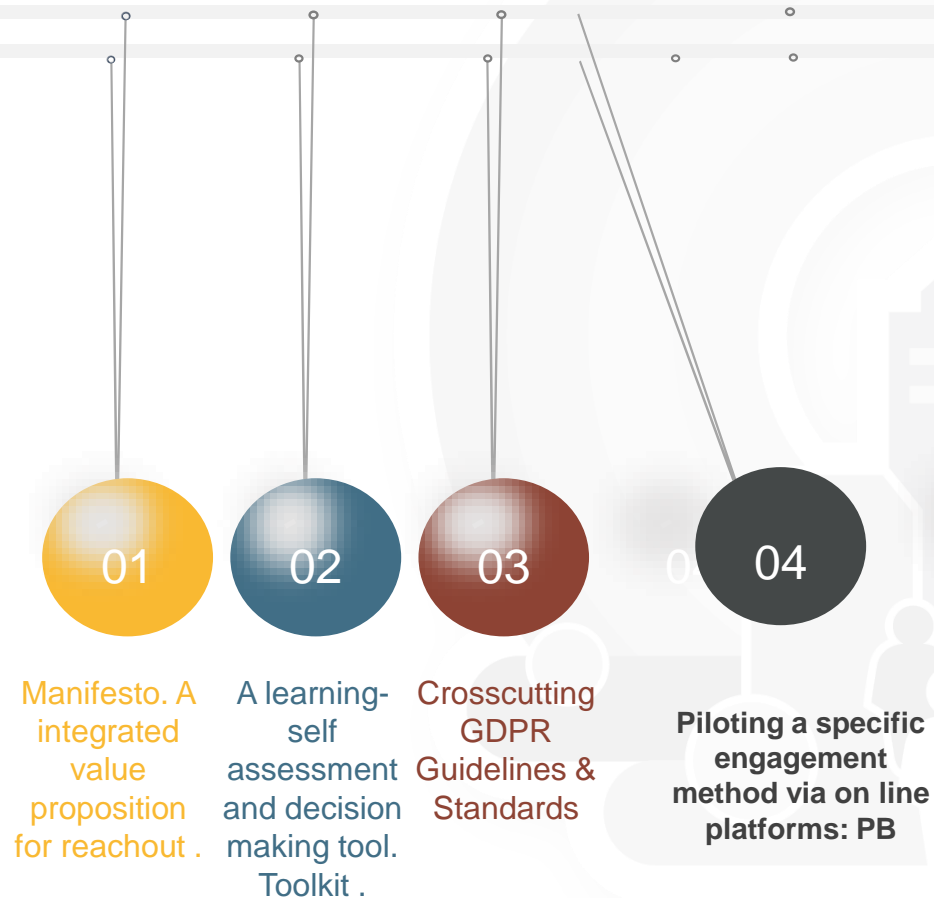 01
02
03
04
Manifesto. A
integrated
value
proposition
for reachout .
A learning-
self
assessment
and decision
making tool.
Toolkit .
Crosscutting
GDPR
Guidelines &
Standards
Piloting a specific
engagement
method via on line
platforms: PB